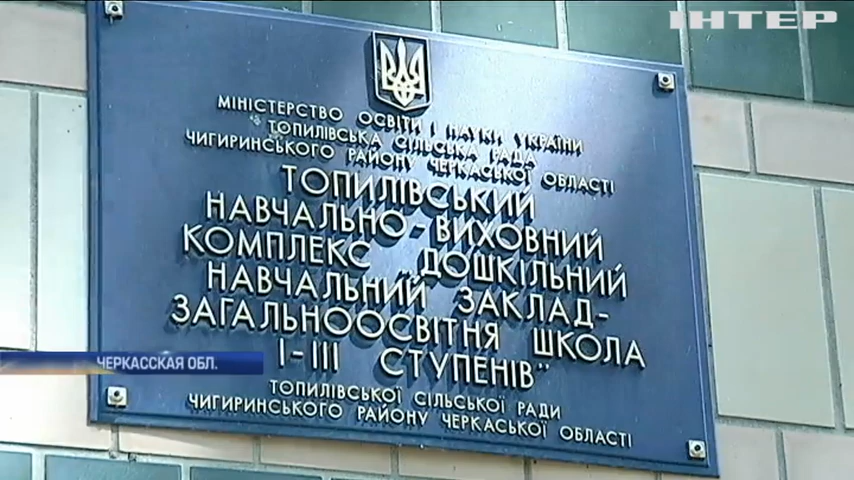 ІНТЕР
МІНІСТЕРСТВО ОСВІТИ І НАУКИ УКРАЇНИ
ТОПИЛІВСЬКА СІЛЬСЬКА РАДА
ЧИГИРИНСЬКОГО РАЙОНУ ЧЕРКАСЬКОЇ ОБЛАСТІ
ТОПИЛІВСЬКИЙ
НАВЧАЛЬНО-ВИХОВНИЙ
КОМПЛЕКС "ДОШКІЛЬНИЙ
НАВЧАЛЬНИЙ ЗАКЛАД-
ЗАГАЛЬНООСВІТНЯ ШКОЛА
І-ІІІ СТУПЕНІВ"
ТОПИЛІВСЬКОЇ СІЛЬСЬКОЇ РАДИ
ЧИГИРИНСЬКОГО РАЙОНУ ЧЕРКАСЬКОЇ ОБЛАСТІ
ЧЕРКАССКАЯ ОБЛ.